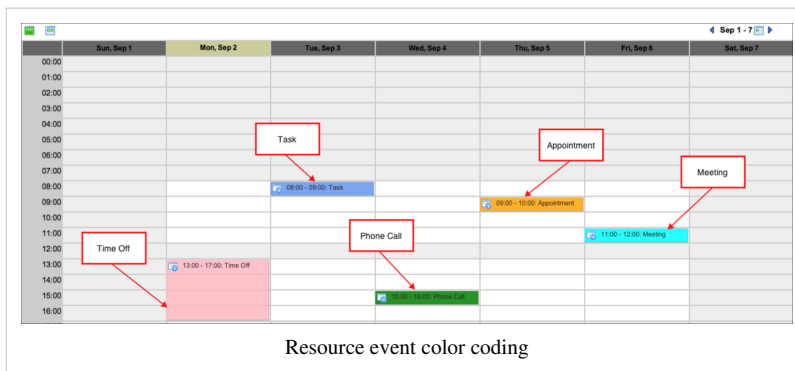 Sep 1 - 7
Sun, Sep 1 Mon, Sep 2 Tue, Sep 3 Wed, Sep 4 Thu, Sep 5 Fri, Sep 6 Sat, Sep 7
00:00
01:00
02:00
03:00
04:00
05:00
06:00
07:00
08:00
09:00
10:00
11:00
12:00
13:00
14:00
15:00
16:00
Task
Appointment
Meeting
08:00 - 09:00: Task
09:00 - 10:00: Appointment
Phone Call
11:00 - 12:00: Meeting
Time Off
13:00 - 17:00: Time Off
15:00 - 16:00: Phone Call
Resource event color coding